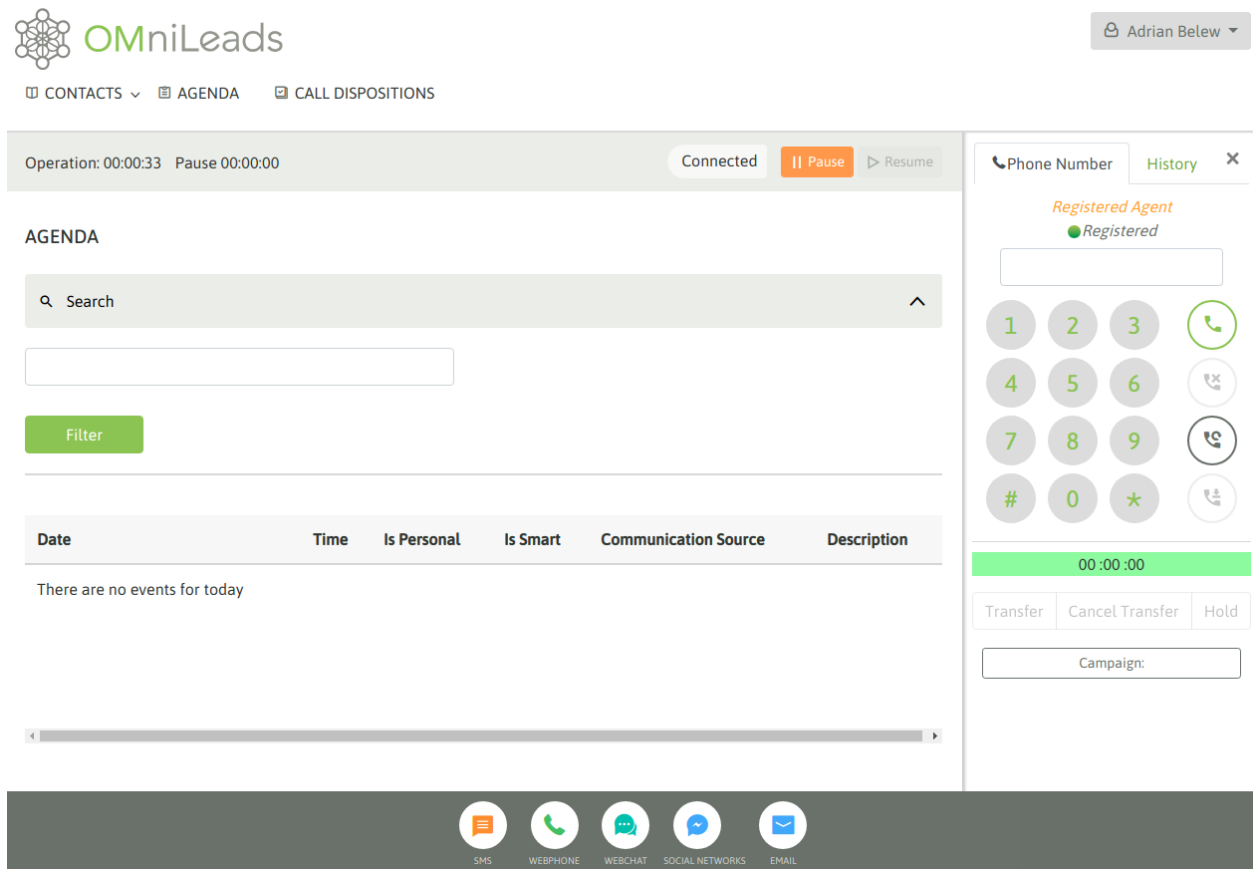 OMniLeads
Adrian Belew
CONTACTS AGENDA CALL DISPOSITIONS
Operation: 00:00:33 Pause 00:00:00 Connected Pause Resume
Phone Number History
Registered Agent
Registered
AGENDA
Search
1 2 3
4 5 6
Filter
7 8 9
# 0 *
Date Time Is Personal Is Smart Communication Source Description
There are no events for today
00 :00 :00
Transfer Cancel Transfer Hold
Campaign:
SMS WEBPHONE WEBCHAT SOCIAL NETWORKS EMAIL